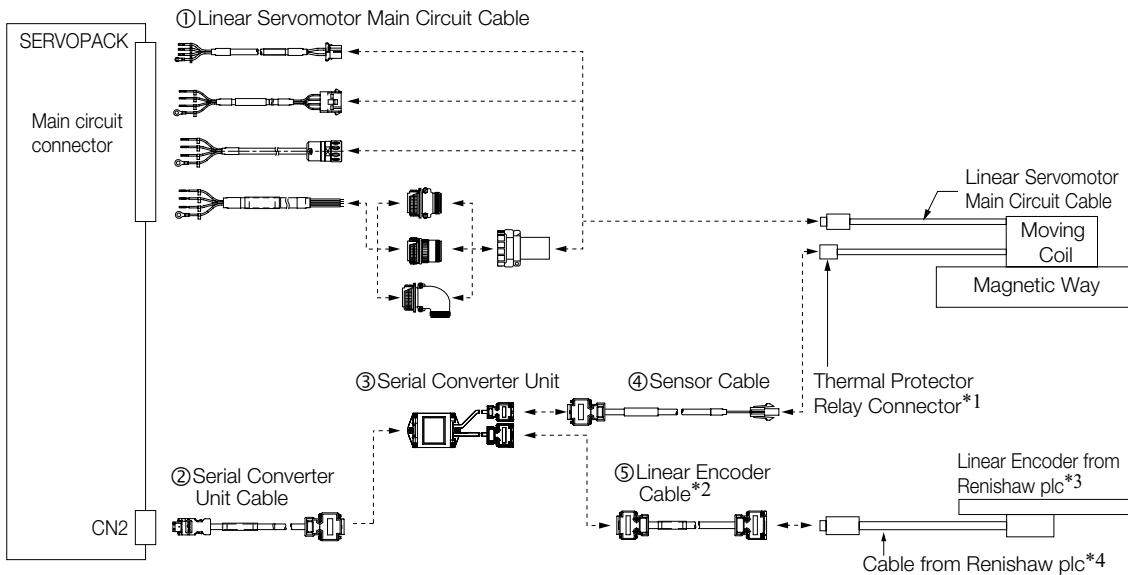 ①Linear Servomotor Main Circuit Cable
SERVOPACK
Main circuit
connector
Linear Servomotor
Main Circuit Cable
Moving
Coil
Magnetic Way
③Serial Converter Unit
④Sensor Cable
Thermal Protector
Relay Connector*1
②Serial Converter
Unit Cable
⑤Linear Encoder
Cable*2
Linear Encoder from
Renishaw plc*3
CN2
Cable from Renishaw plc*4